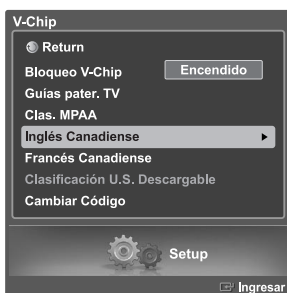 V-Chip
Return
Bloqueo V-Chip Encendido
Guías pater. TV
Clas. MPAA
Inglés Canadiense
Francés Canadiense
Clasificación U.S. Descargable
Cambiar Código
Setup
Ingresar